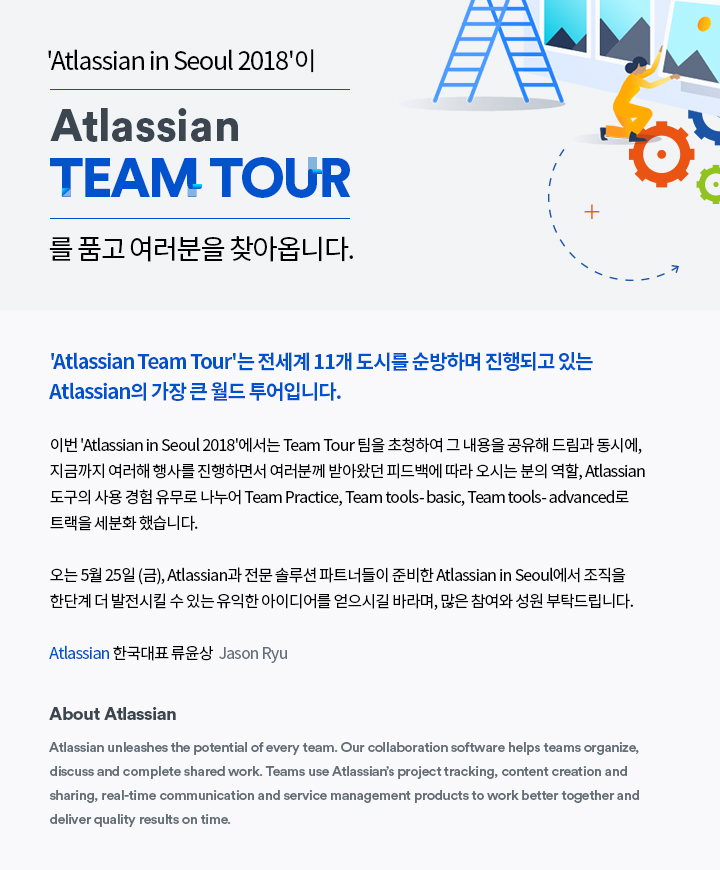 'Atlassian in Seoul 2018'이
Atlassian
TEAM TOUR
를 품고 여러분을 찾아옵니다.
'Atlassian Team Tour'는 전세계 11개 도시를 순방하며 진행되고 있는
Atlassian의 가장 큰 월드 투어입니다.
이번 'Atlassian in Seoul 2018'에서는 Team Tour 팀을 초청하여 그 내용을 공유해 드림과 동시에,
지금까지 여러해 행사를 진행하면서 여러분께 받아왔던 피드백에 따라 오시는 분의 역할, Atlassian
도구의 사용 경험 유무로 나누어 Team Practice, Team tools- basic, Team tools- advanced로
트랙을 세분화 했습니다.
오는 5월 25일 (금), Atlassian과 전문 솔루션 파트너들이 준비한 Atlassian in Seoul에서 조직을
한단계 더 발전시킬 수 있는 유익한 아이디어를 얻으시길 바라며, 많은 참여와 성원 부탁드립니다.
Atlassian 한국대표 류윤상 Jason Ryu
About Atlassian
Atlassian unleashes the potential of every team. Our collaboration software helps teams organize,
discuss and complete shared work. Teams use Atlassian's project tracking, content creation and
sharing, real-time communication and service management products to work better together and
deliver quality results on time.